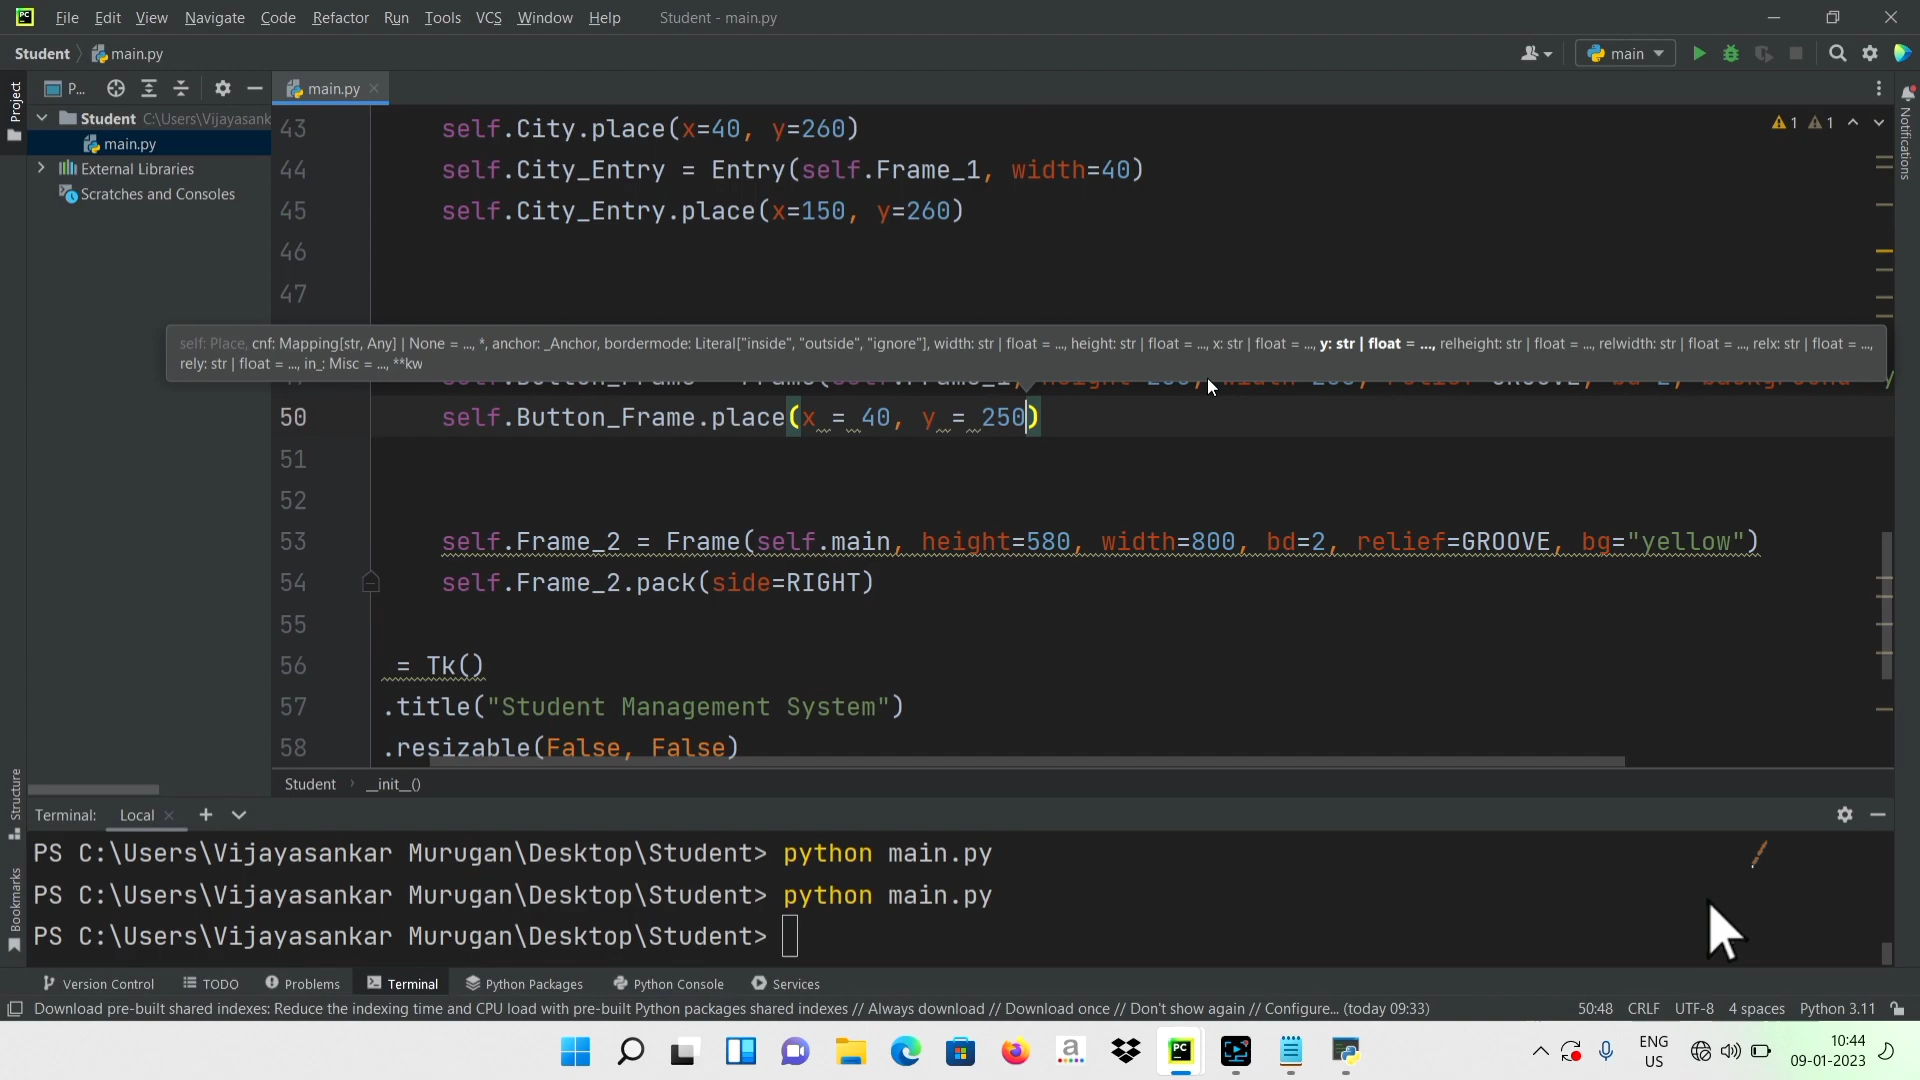 File Edit View Navigate Code Refactor Run Tools VCS Window Help Student - main.py
Student main.py main
Project P... main.py
Student C:\Users\Vijayasank
main.py
External Libraries
Scratches and Consoles
Notifications
1 1
43 self.City.place(x=40, y=260)
44 self.City_Entry = Entry(self.Frame_1, width=40)
45 self.City_Entry.place(x=150, y=260)
46
47
self: Place, cnf: Mapping[str, Any] | None = ..., *, anchor: _Anchor, bordermode: Literal["inside", "outside", "ignore"], width: str | float = ..., height: str | float = ..., x: str | float = ..., y: str | float = ..., relheight: str | float = ..., relwidth: str | float = ..., relx: str | float = ...,
rely: str | float = ..., in_: Misc = ..., **kw
50 self.Button_Frame.place(x = 40, y = 250)
51
52
53 self.Frame_2 = Frame(self.main, height=580, width=800, bd=2, relief=GROOVE, bg="yellow")
54 self.Frame_2.pack(side=RIGHT)
55
56 = Tk()
57 .title("Student Management System")
58 .resizable(False, False)
Student __init__()
Structure
Bookmarks
Terminal: Local
PS C:\Users\Vijayasankar Murugan\Desktop\Student> python main.py
PS C:\Users\Vijayasankar Murugan\Desktop\Student> python main.py
PS C:\Users\Vijayasankar Murugan\Desktop\Student>
Version Control TODO Problems Terminal Python Packages Python Console Services
Download pre-built shared indexes: Reduce the indexing time and CPU load with pre-built Python packages shared indexes // Always download // Download once // Don't show again // Configure... (today 09:33) 50:48 CRLF UTF-8 4 spaces Python 3.11
ENG 10:44
US 09-01-2023